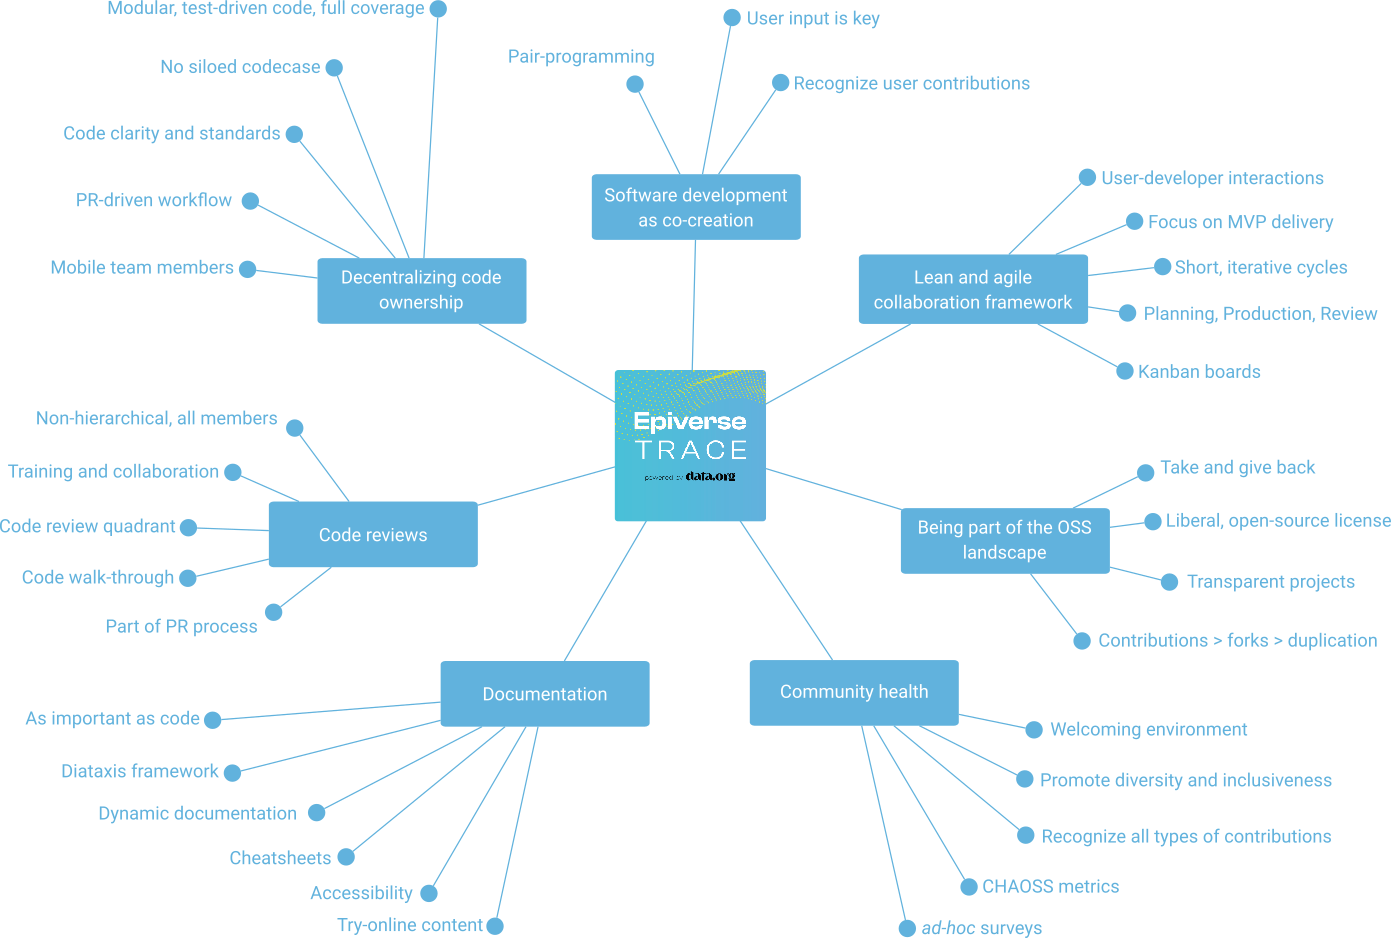 Modular, test-driven code, full coverage
No siloed codecase
Code clarity and standards
PR-driven workflow
Mobile team members
Decentralizing code
ownership
Pair-programming
User input is key
Recognize user contributions
Software development
as co-creation
User-developer interactions
Focus on MVP delivery
Short, iterative cycles
Planning, Production, Review
Kanban boards
Lean and agile
collaboration framework
Epiverse
TRACE
powered by data.org
Non-hierarchical, all members
Training and collaboration
Code review quadrant
Code walk-through
Part of PR process
Code reviews
Take and give back
Liberal, open-source license
Transparent projects
Contributions > forks > duplication
Being part of the OSS
landscape
Documentation
As important as code
Diataxis framework
Dynamic documentation
Cheatsheets
Accessibility
Try-online content
Community health
Welcoming environment
Promote diversity and inclusiveness
Recognize all types of contributions
CHAOSS metrics
ad-hoc surveys